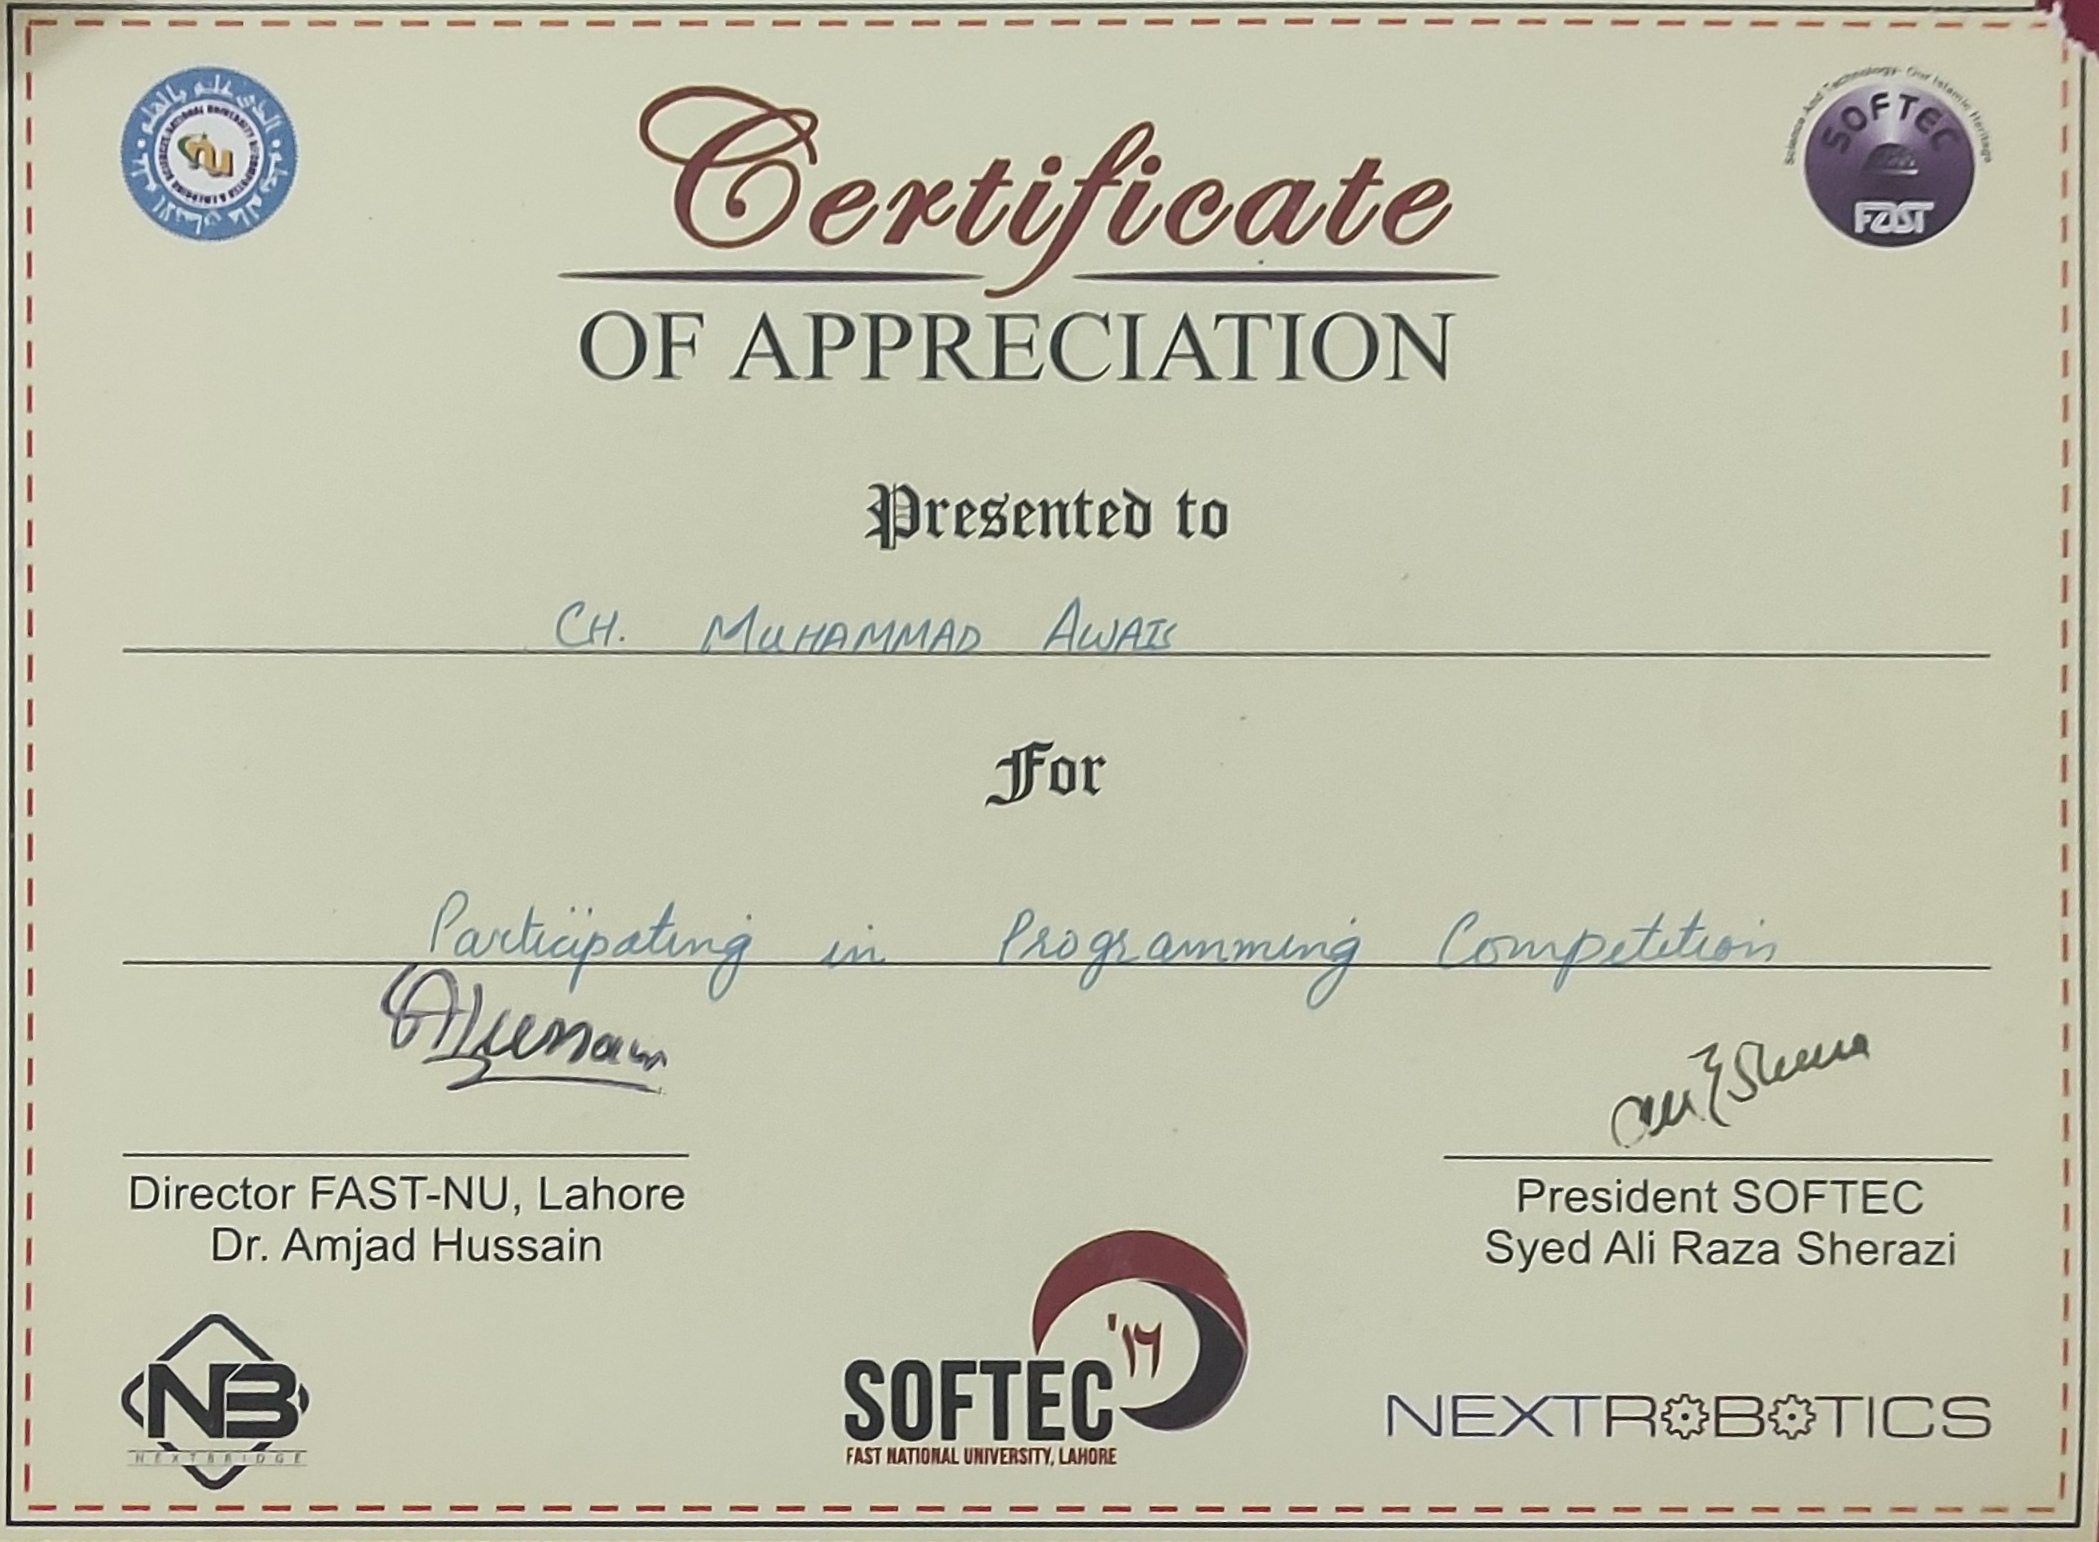 Science And Technology- Our Islamic Heritage
SOFTEC
FAST
Certificate
OF APPRECIATION
Presented to
CH. MUHAMMAD AWAIS
For
Participating in Programming Competition
Director FAST-NU, Lahore
Dr. Amjad Hussain
President SOFTEC
Syed Ali Raza Sherazi
NB
NEXTBRIDGE
SOFTEC
FAST NATIONAL UNIVERSITY, LAHORE
NEXTROBOTICS